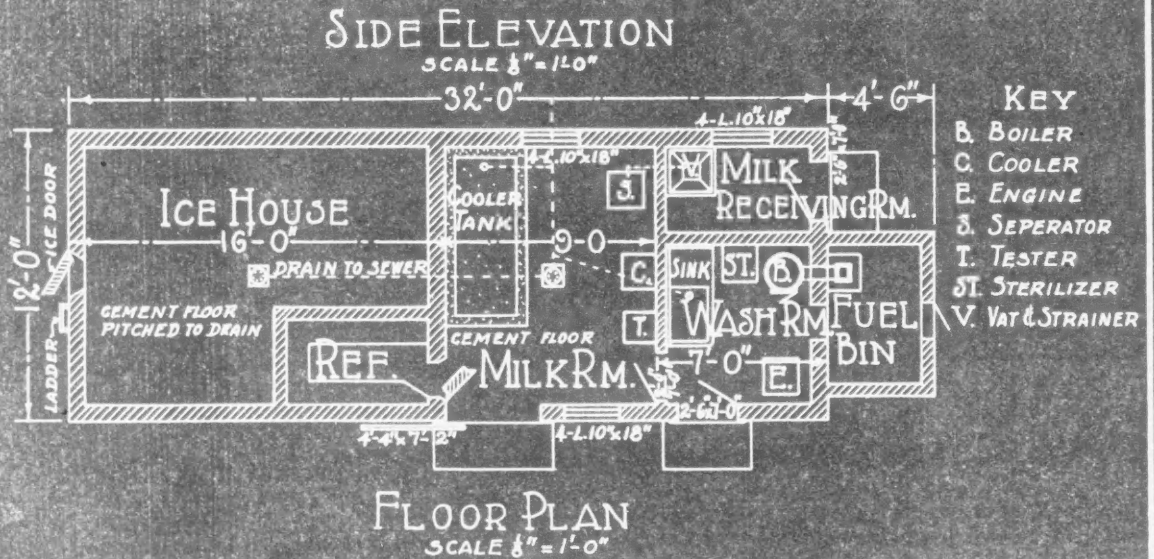 SIDE ELEVATION
SCALE ⅛" = 1'-0"
32'-0"
4'-6"
4-L.10"x18"
4-L.10"x18"
12'-0"
ICE DOOR
ICE HOUSE
16'-0"
DRAIN TO SEWER
CEMENT FLOOR
PITCHED TO DRAIN
LADDER
REF.
COOLER
TANK
9-0
CEMENT FLOOR
MILK RM.
S.
C.
T.
V
MILK
RECEIVING RM.
SINK
ST.
B.
WASH RM
7'-0"
E.
FUEL
BIN
4-L.10"x18"
FLOOR PLAN
SCALE ⅛" = 1'-0"
KEY
B. BOILER
C. COOLER
E. ENGINE
S. SEPERATOR
T. TESTER
ST. STERILIZER
V. VAT & STRAINER